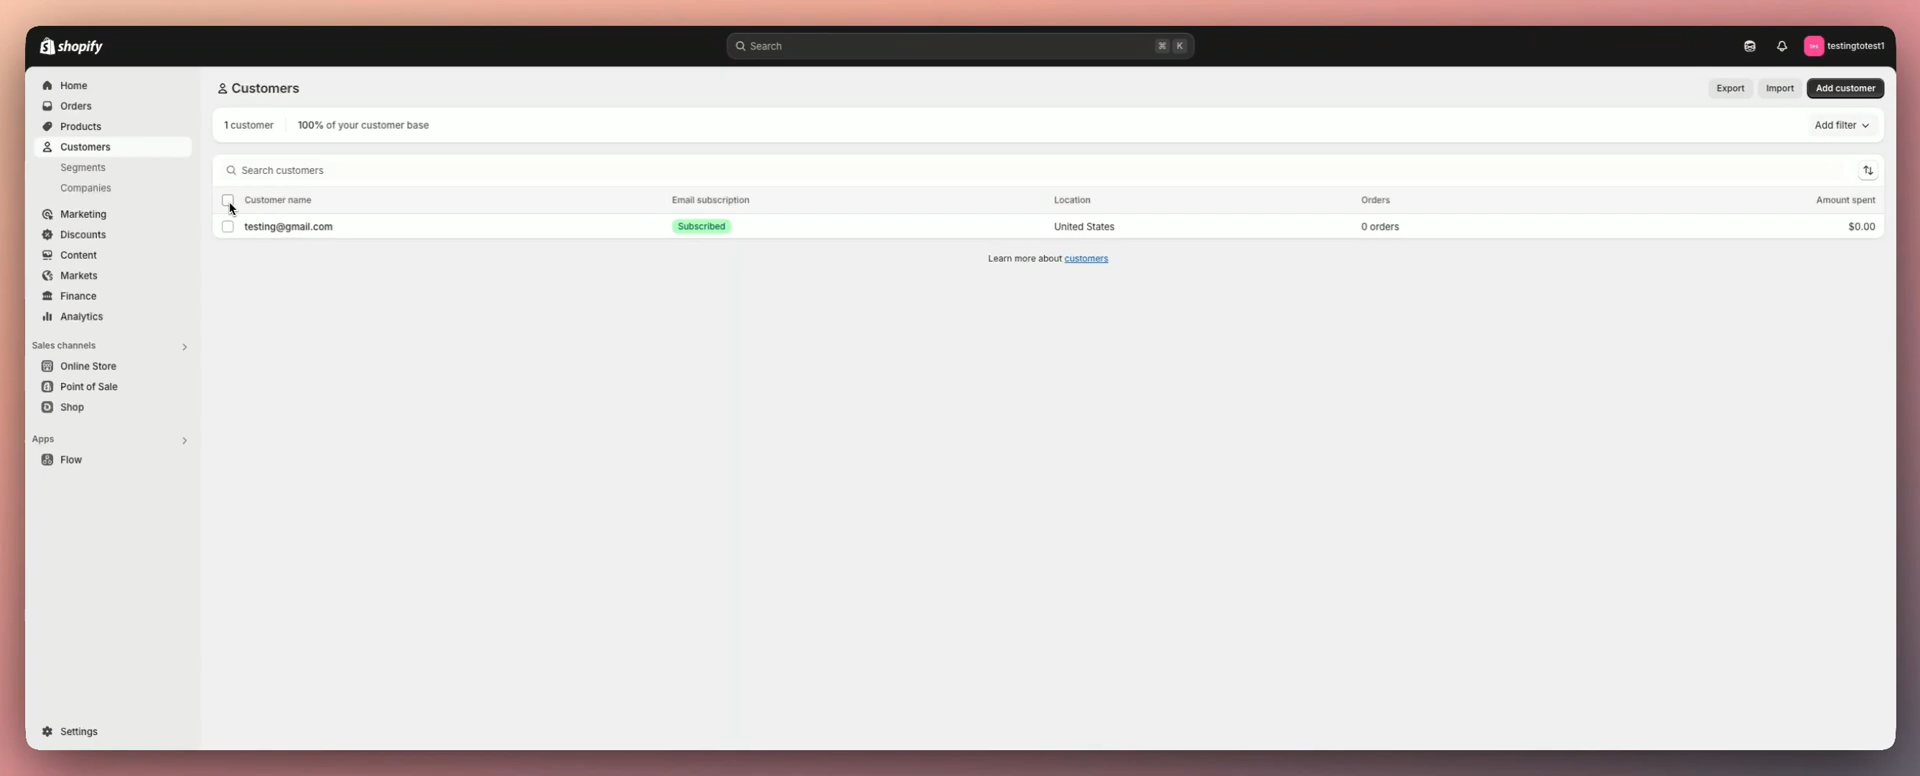 shopify
Search ⌘ K
testingtotest1
Home
Orders
Products
Customers
Segments
Companies
Marketing
Discounts
Content
Markets
Finance
Analytics
Sales channels
Online Store
Point of Sale
Shop
Apps
Flow
Settings
Customers
Export Import Add customer
1 customer 100% of your customer base Add filter
Search customers
Customer name Email subscription Location Orders Amount spent
testing@gmail.com Subscribed United States 0 orders $0.00
Learn more about customers